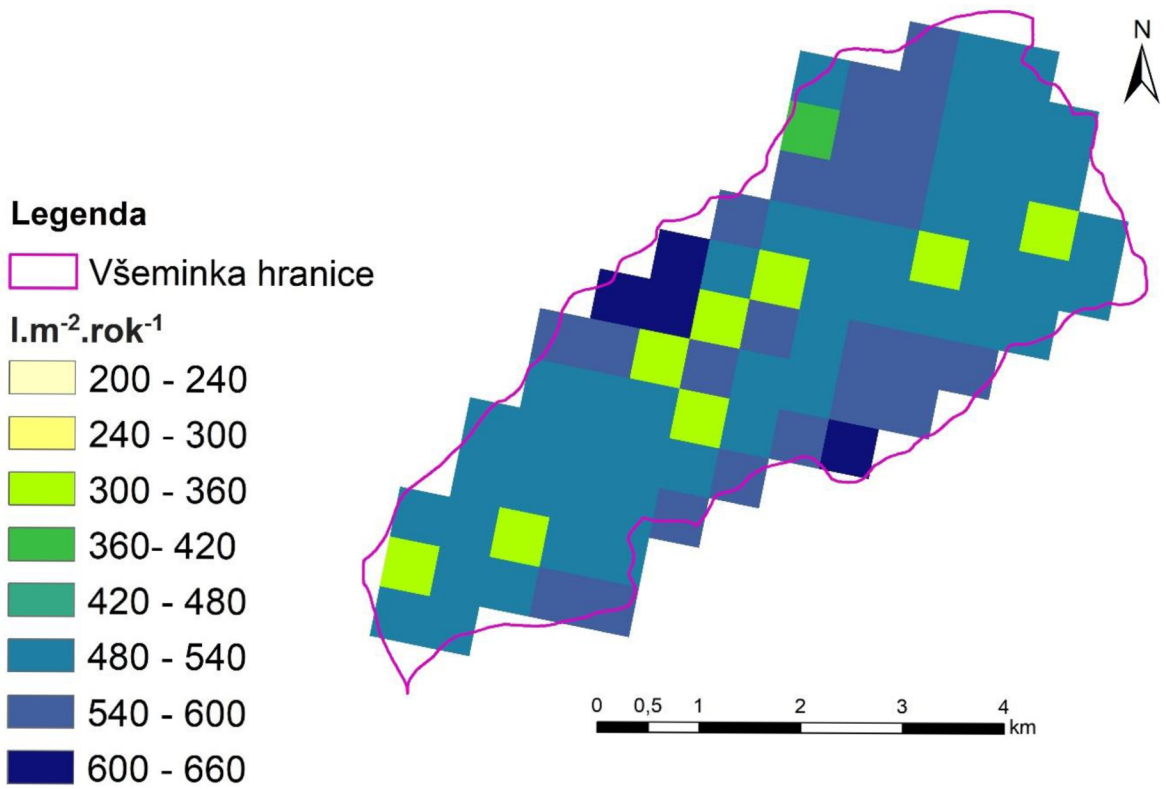 N
Legenda
Všeminka hranice
l.m-2.rok-1
200 - 240
240 - 300
300 - 360
360- 420
420 - 480
480 - 540
540 - 600
600 - 660
0 0,5 1 2 3 4
km